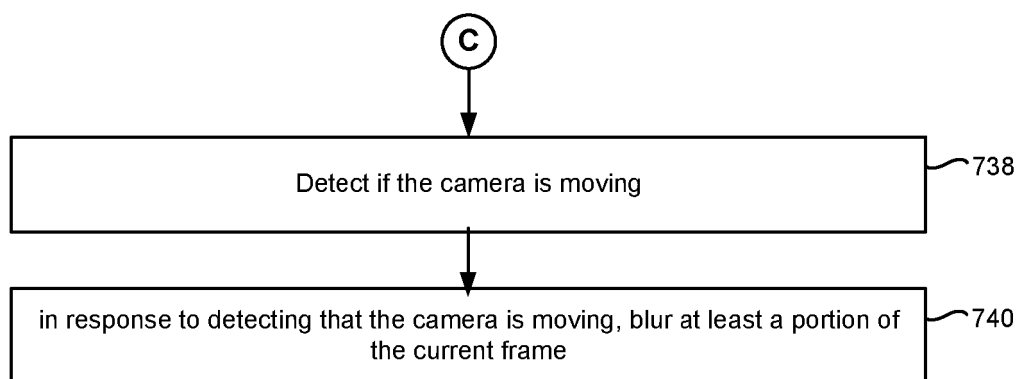 C
Detect if the camera is moving
738
in response to detecting that the camera is moving, blur at least a portion of
the current frame
740